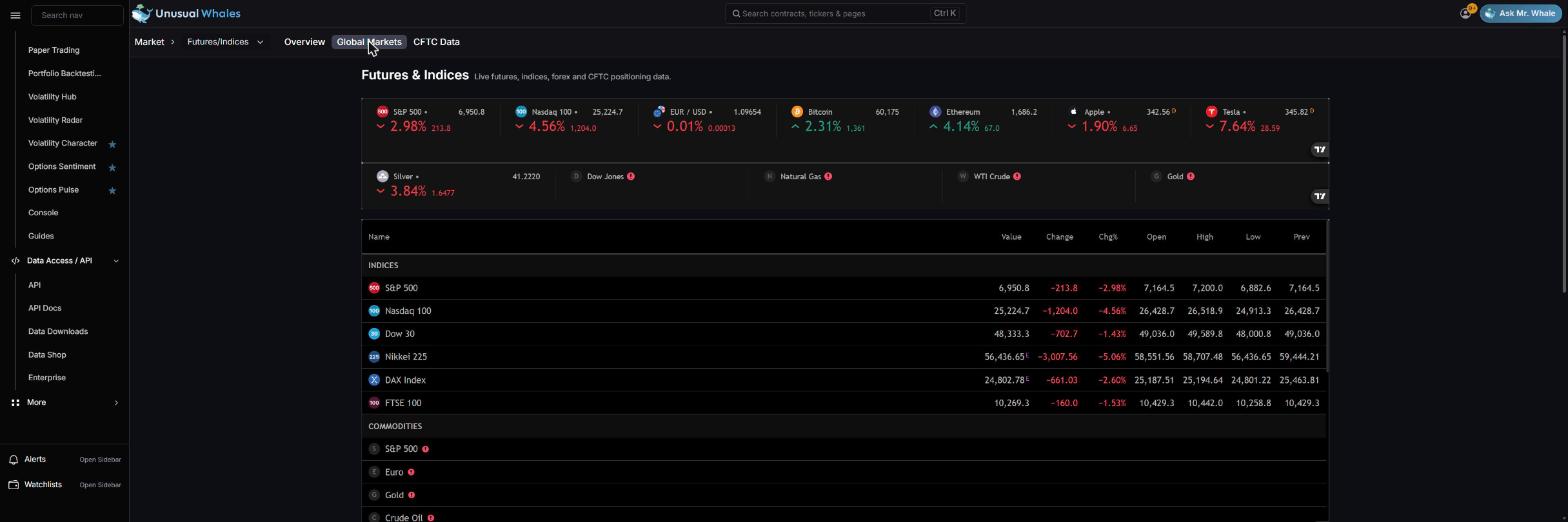 Search nav
Unusual Whales
Search contracts, tickers & pages
Ctrl K
9+
Ask Mr. Whale
Paper Trading
Portfolio Backtesti...
Volatility Hub
Volatility Radar
Volatility Character
Options Sentiment
Options Pulse
Console
Guides
Data Access / API
API
API Docs
Data Downloads
Data Shop
Enterprise
More
Alerts Open Sidebar
Watchlists Open Sidebar
Market Futures/Indices Overview Global Markets CFTC Data
Futures & Indices Live futures, indices, forex and CFTC positioning data.
500 S&P 500 6,950.8
2.98% 213.8
100 Nasdaq 100 25,224.7
4.56% 1,204.0
EUR / USD 1.09654
0.01% 0.00013
Bitcoin 60,175
2.31% 1,361
Ethereum 1,686.2
4.14% 67.0
Apple 342.56 D
1.90% 6.65
Tesla 345.82 D
7.64% 28.59
Silver 41.2220
3.84% 1.6477
D Dow Jones
N Natural Gas
W WTI Crude
G Gold
Name Value Change Chg% Open High Low Prev
INDICES
500 S&P 500 6,950.8 −213.8 −2.98% 7,164.5 7,200.0 6,882.6 7,164.5
100 Nasdaq 100 25,224.7 −1,204.0 −4.56% 26,428.7 26,518.9 24,913.3 26,428.7
30 Dow 30 48,333.3 −702.7 −1.43% 49,036.0 49,589.8 48,000.8 49,036.0
225 Nikkei 225 56,436.65 E −3,007.56 −5.06% 58,551.56 58,707.48 56,436.65 59,444.21
X DAX Index 24,802.78 E −661.03 −2.60% 25,187.51 25,194.64 24,801.22 25,463.81
100 FTSE 100 10,269.3 −160.0 −1.53% 10,429.3 10,442.0 10,258.8 10,429.3
COMMODITIES
S S&P 500
E Euro
G Gold
C Crude Oil